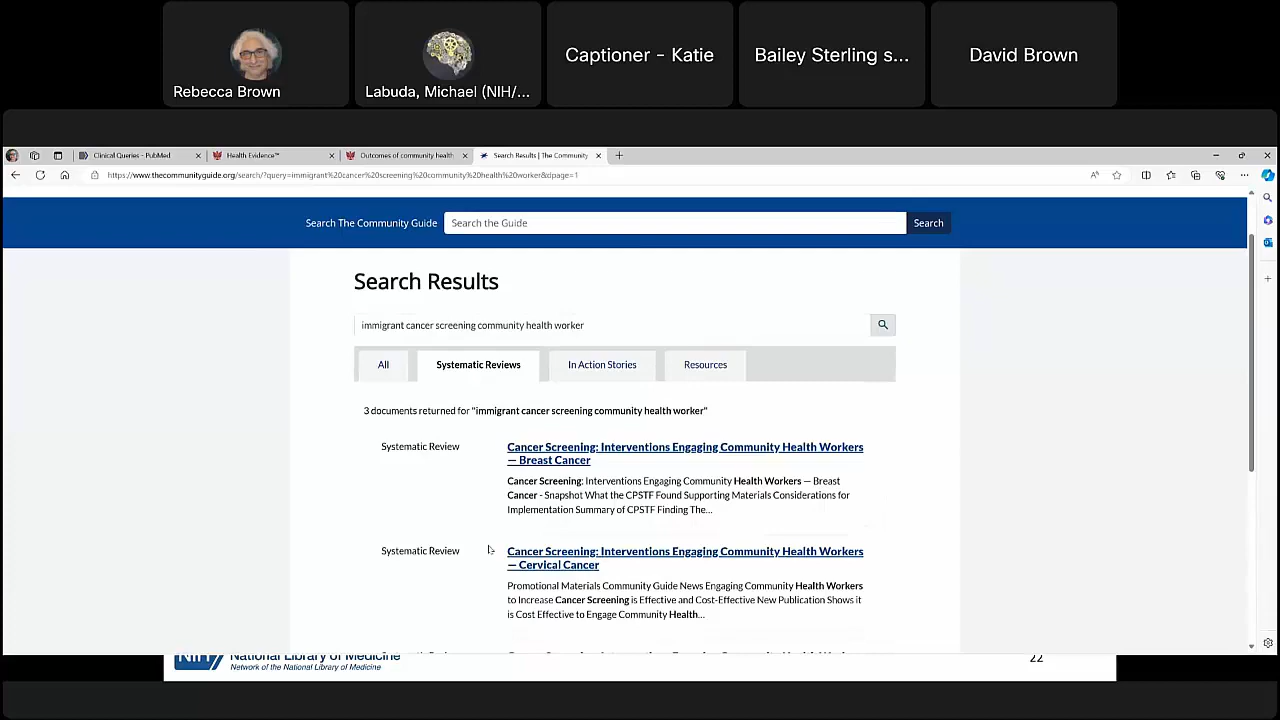 Rebecca Brown
Labuda, Michael (NIH/...
Captioner - Katie
Bailey Sterling s...
David Brown
Clinical Queries - PubMed
Health Evidence™
Outcomes of community health
Search Results | The Community
https://www.thecommunityguide.org/search/?query=immigrant%20cancer%20screening%20community%20health%20worker&dpage=1
Search The Community Guide
Search the Guide
Search
Search Results
immigrant cancer screening community health worker
All
Systematic Reviews
In Action Stories
Resources
3 documents returned for "immigrant cancer screening community health worker"
Systematic Review
Cancer Screening: Interventions Engaging Community Health Workers
— Breast Cancer
Cancer Screening: Interventions Engaging Community Health Workers — Breast
Cancer - Snapshot What the CPSTF Found Supporting Materials Considerations for
Implementation Summary of CPSTF Finding The...
Systematic Review
Cancer Screening: Interventions Engaging Community Health Workers
— Cervical Cancer
Promotional Materials Community Guide News Engaging Community Health Workers
to Increase Cancer Screening is Effective and Cost-Effective New Publication Shows it
is Cost Effective to Engage Community Health...
NIH
National Library of Medicine
Network of the National Library of Medicine
22